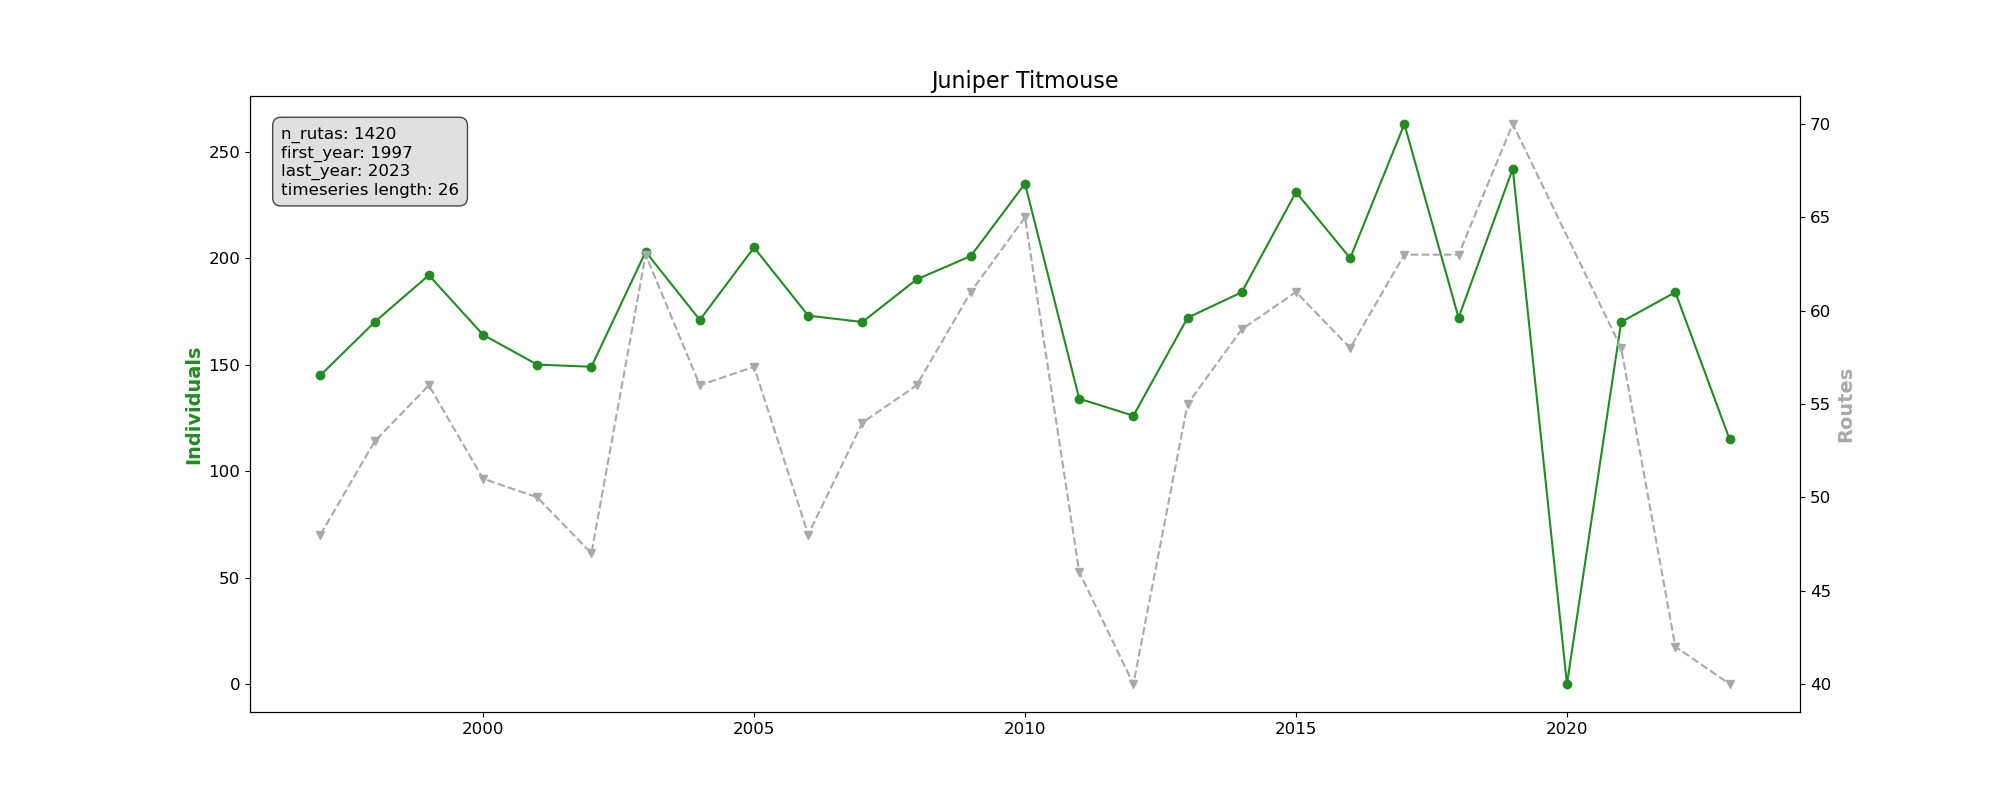 Juniper Titmouse
n_rutas: 1420
first_year: 1997
last_year: 2023
timeseries length: 26
Individuals
250
200
150
100
50
0
70
65
60
55
50
45
40
Routes
2000 2005 2010 2015 2020